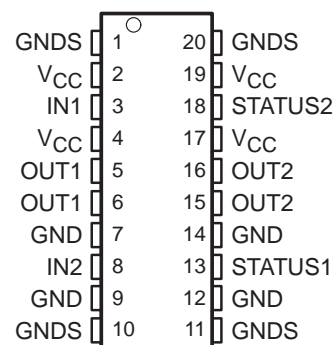 GNDS 1 20 GNDS
VCC 2 19 VCC
IN1 3 18 STATUS2
VCC 4 17 VCC
OUT1 5 16 OUT2
OUT1 6 15 OUT2
GND 7 14 GND
IN2 8 13 STATUS1
GND 9 12 GND
GNDS 10 11 GNDS